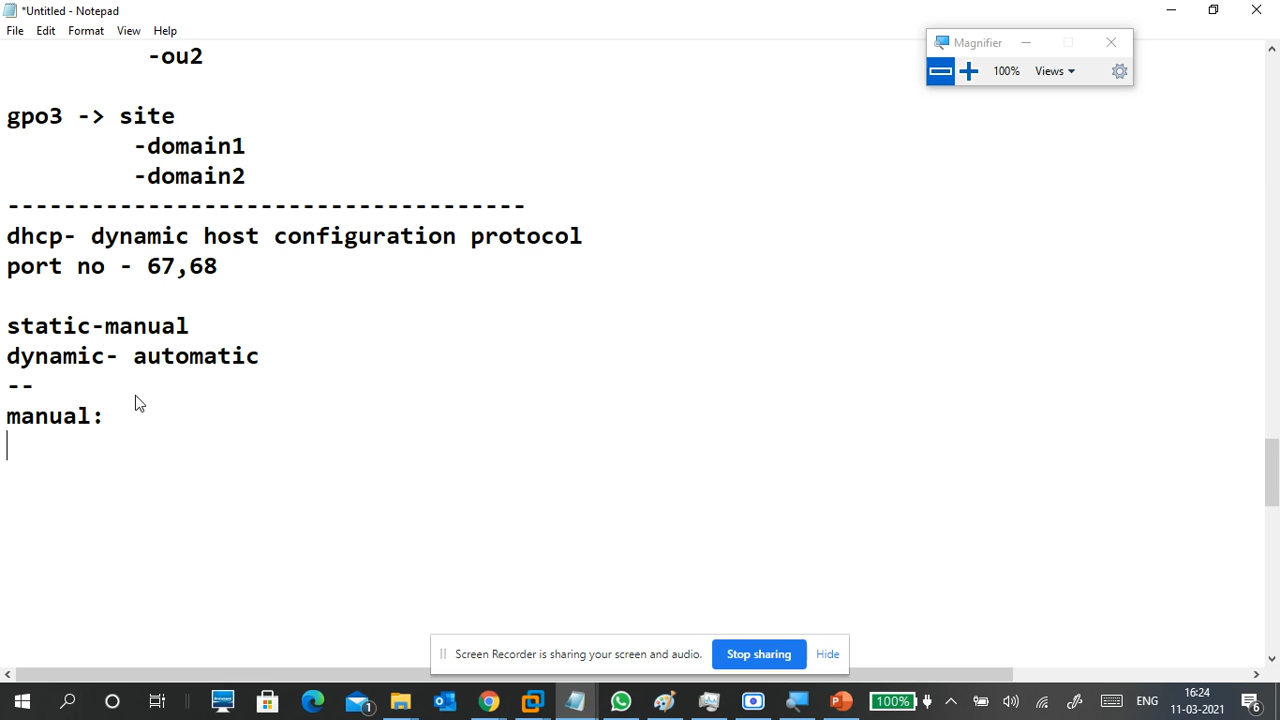 *Untitled - Notepad
File Edit Format View Help
Magnifier
100% Views
-ou2
gpo3 -> site
-domain1
-domain2
-------------------------------------
dhcp- dynamic host configuration protocol
port no - 67,68
static-manual
dynamic- automatic
--
manual:
Screen Recorder is sharing your screen and audio. Stop sharing Hide
1 100% ENG 16:24
11-03-2021 6